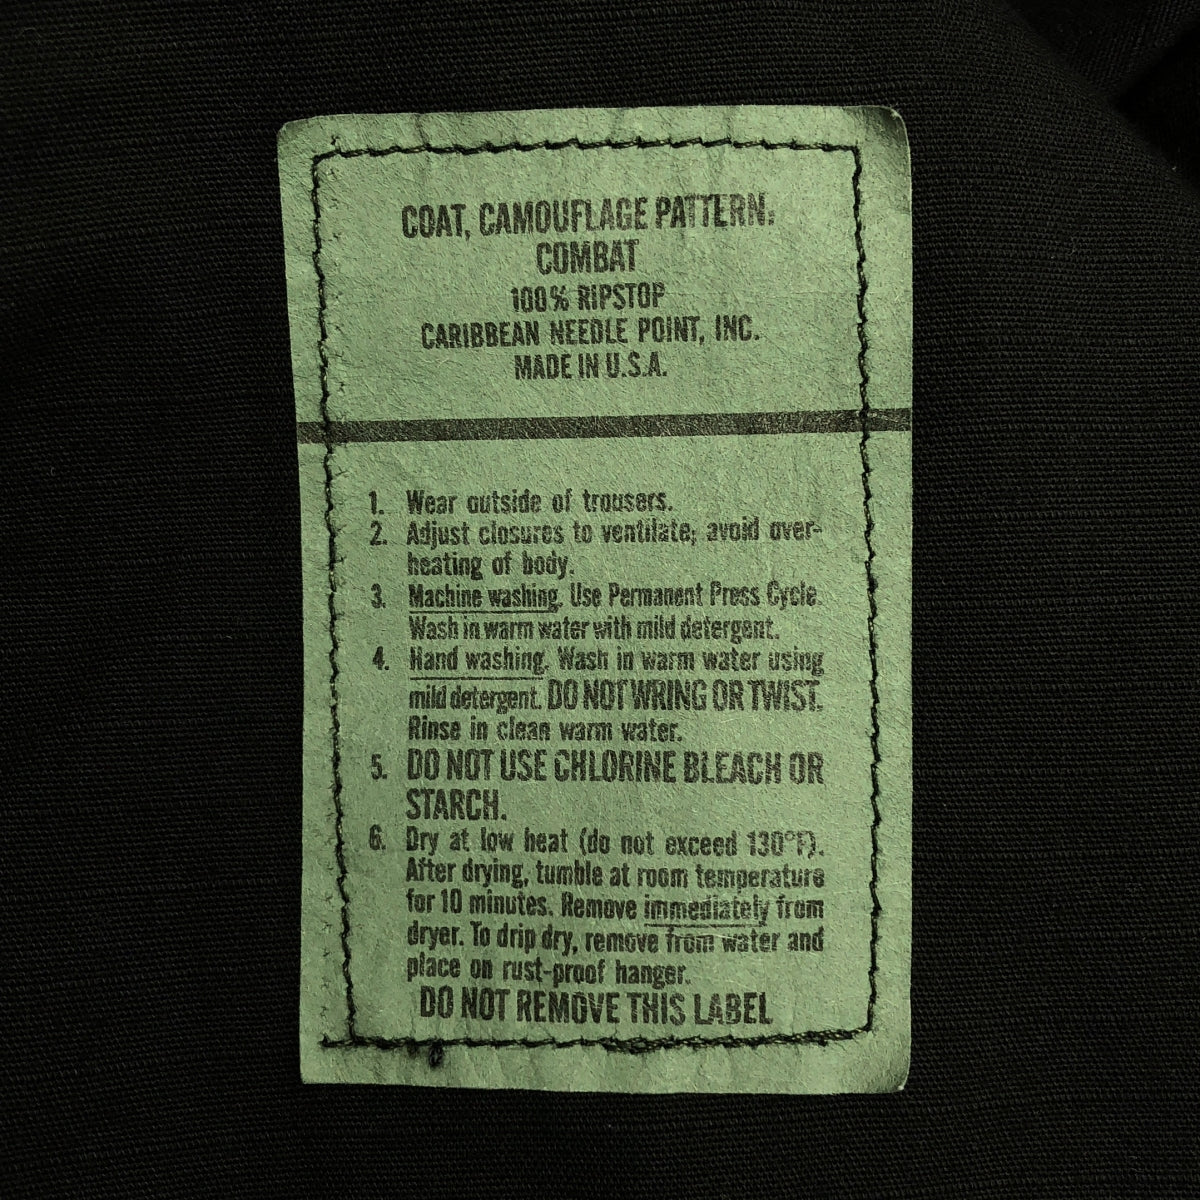 COAT, CAMOUFLAGE PATTERN:
COMBAT
100% RIPSTOP
CARIBBEAN NEEDLE POINT, INC.
MADE IN U.S.A.
1. Wear outside of trousers.
2. Adjust closures to ventilate; avoid over-
heating of body.
3. Machine washing. Use Permanent Press Cycle.
Wash in warm water with mild detergent.
4. Hand washing. Wash in warm water using
mild detergent. DO NOT WRING OR TWIST.
Rinse in clean warm water.
5. DO NOT USE CHLORINE BLEACH OR
STARCH.
6. Dry at low heat (do not exceed 130°F).
After drying, tumble at room temperature
for 10 minutes. Remove immediately from
dryer. To drip dry, remove from water and
place on rust-proof hanger.
DO NOT REMOVE THIS LABEL